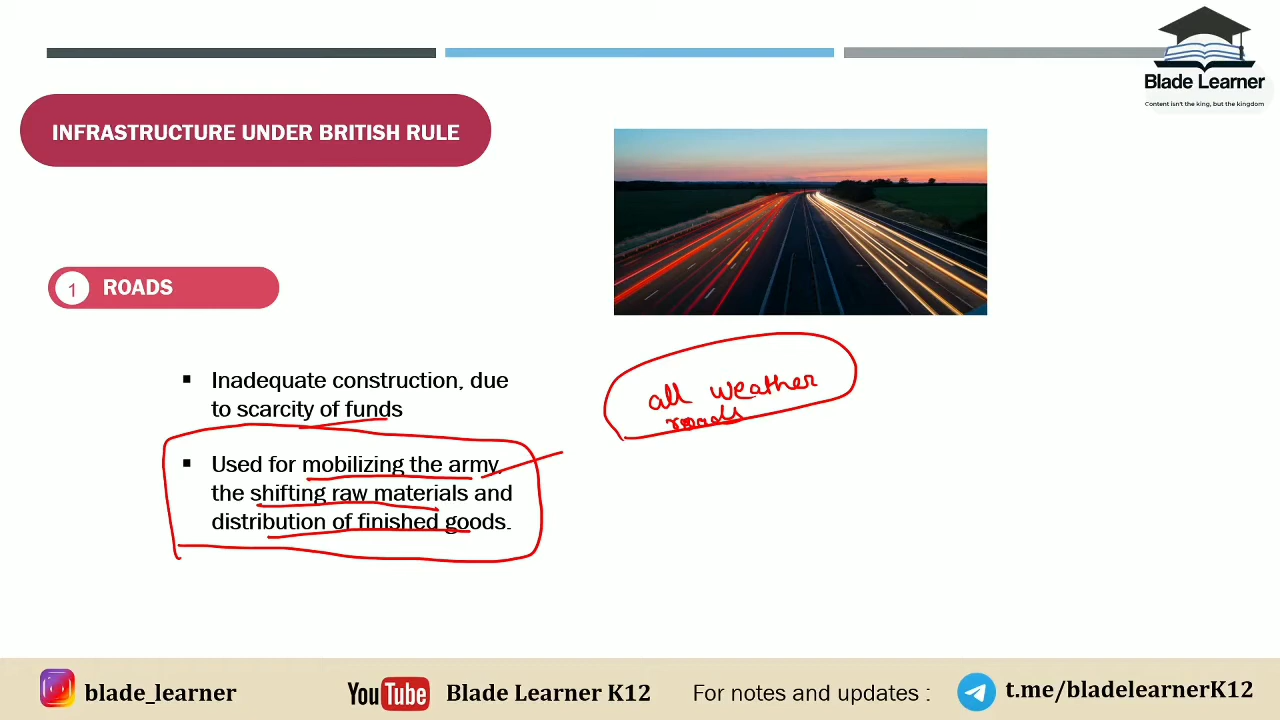 Blade Learner
Content isn't the king, but the kingdom
INFRASTRUCTURE UNDER BRITISH RULE
1 ROADS
▪ Inadequate construction, due
to scarcity of funds
all weather
roads
▪ Used for mobilizing the army,
the shifting raw materials and
distribution of finished goods.
blade_learner
YouTube Blade Learner K12
For notes and updates :
t.me/bladelearnerK12